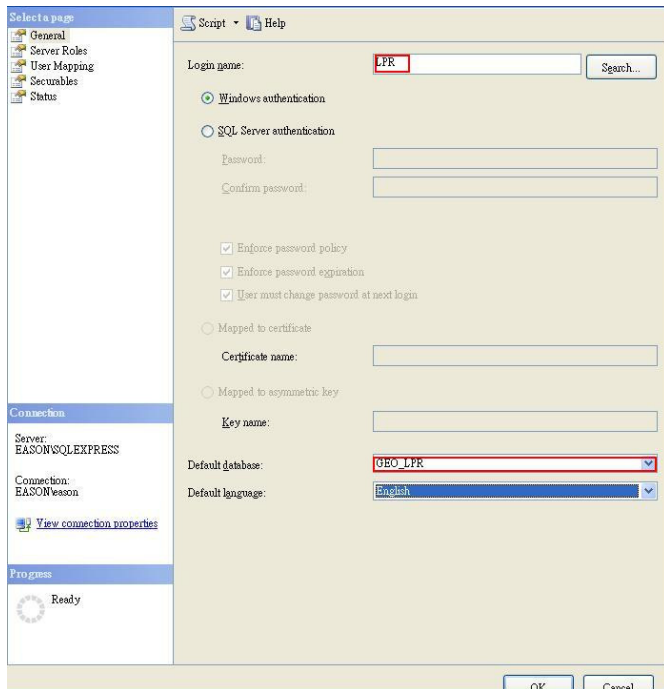 Select a page
General
Server Roles
User Mapping
Securables
Status
Script Help
Login name: LPR Search...
Windows authentication
SQL Server authentication
Password:
Confirm password:
Enforce password policy
Enforce password expiration
User must change password at next login
Mapped to certificate
Certificate name:
Mapped to asymmetric key
Key name:
Default database: GEO_LPR
Default language: English
Connection
Server:
EASON\SQLEXPRESS
Connection:
EASON\eason
View connection properties
Progress
Ready
OK Cancel